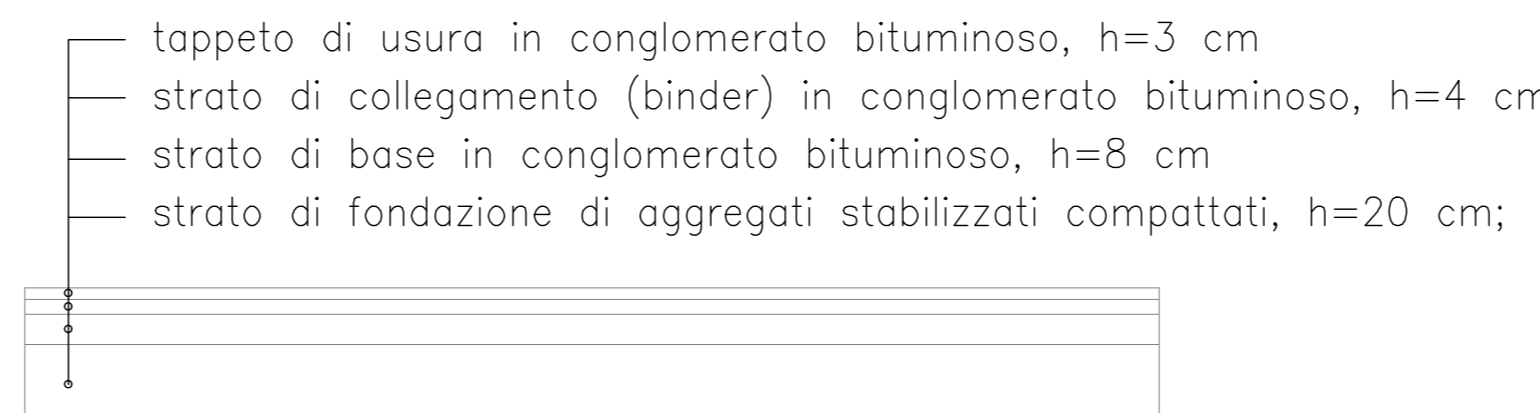 tappeto di usura in conglomerato bituminoso, h=3 cm
strato di collegamento (binder) in conglomerato bituminoso, h=4 cm
strato di base in conglomerato bituminoso, h=8 cm
strato di fondazione di aggregati stabilizzati compattati, h=20 cm;